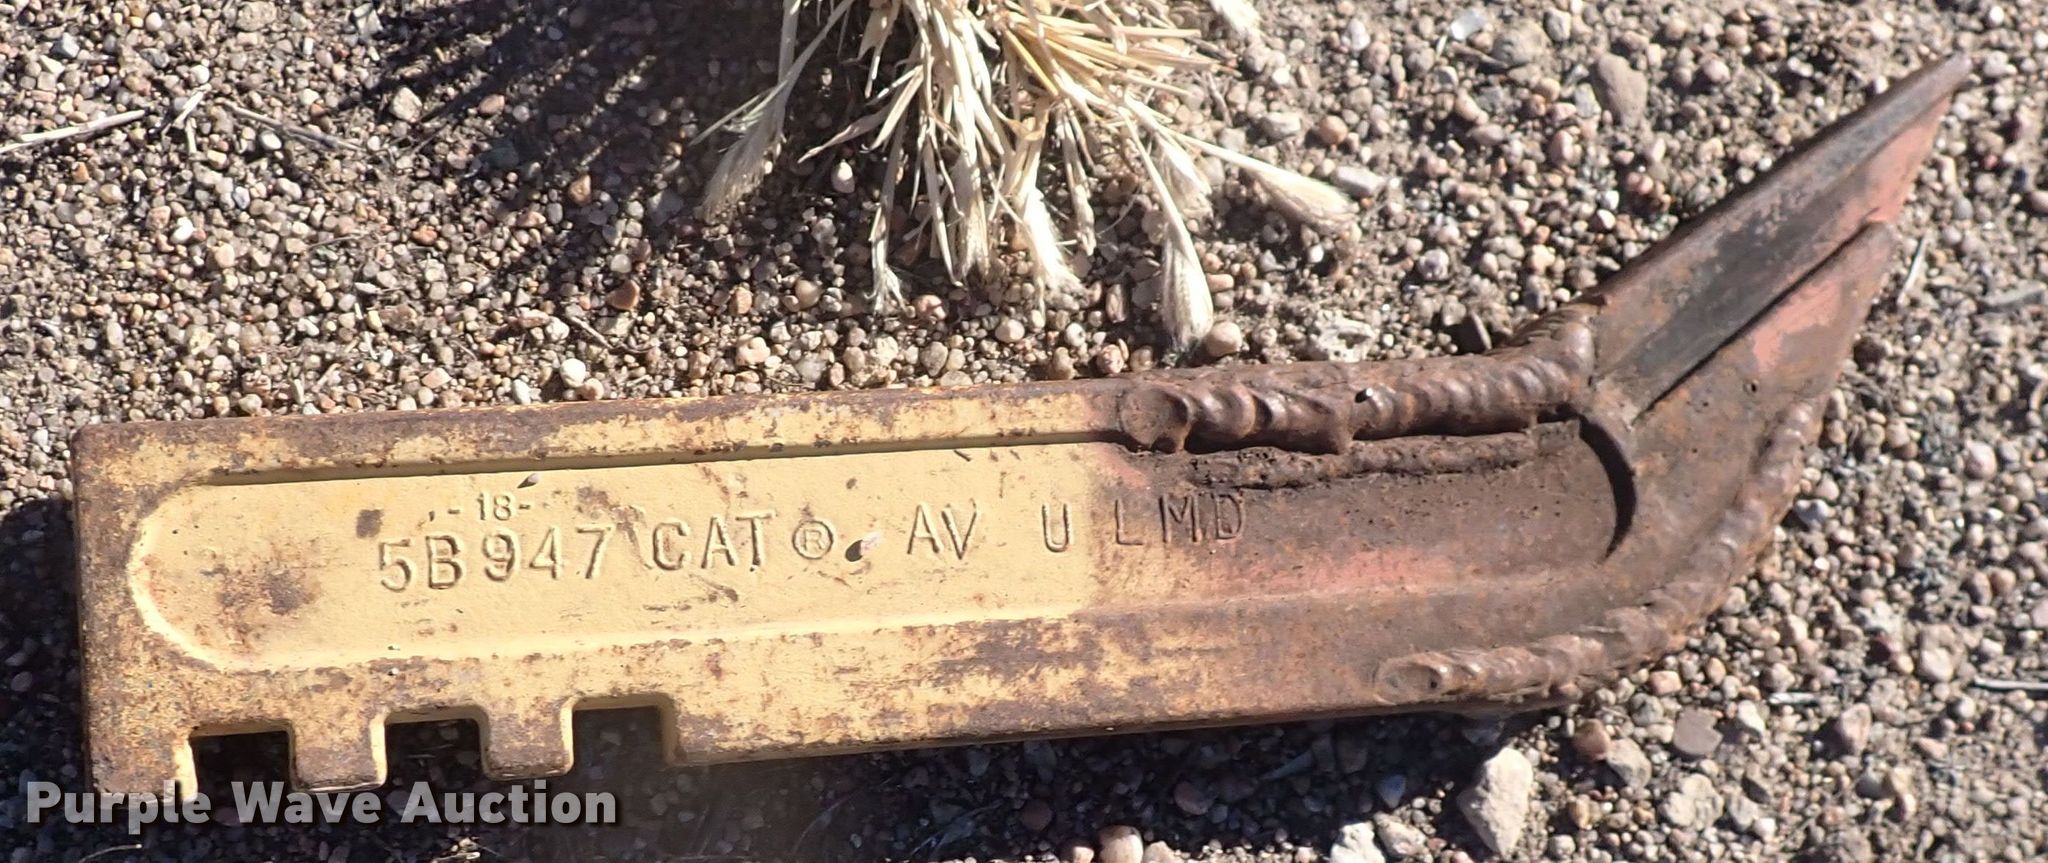 -18-
5B947 CAT ® AV U LMD
Purple Wave Auction